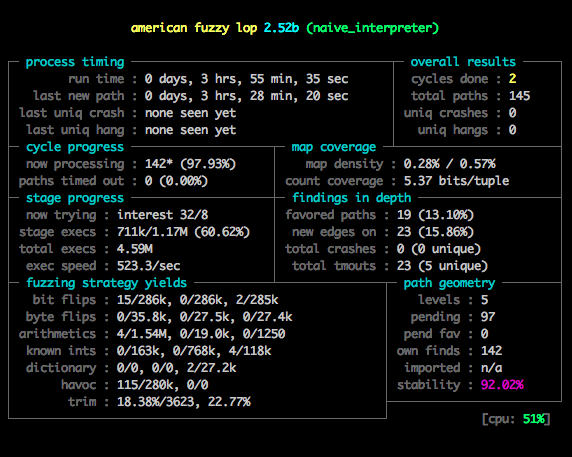 american fuzzy lop 2.52b (naive_interpreter)
process timing
run time : 0 days, 3 hrs, 55 min, 35 sec
last new path : 0 days, 3 hrs, 28 min, 20 sec
last uniq crash : none seen yet
last uniq hang : none seen yet
overall results
cycles done : 2
total paths : 145
uniq crashes : 0
uniq hangs : 0
cycle progress
now processing : 142* (97.93%)
paths timed out : 0 (0.00%)
map coverage
map density : 0.28% / 0.57%
count coverage : 5.37 bits/tuple
stage progress
now trying : interest 32/8
stage execs : 711k/1.17M (60.62%)
total execs : 4.59M
exec speed : 523.3/sec
findings in depth
favored paths : 19 (13.10%)
new edges on : 23 (15.86%)
total crashes : 0 (0 unique)
total tmouts : 23 (5 unique)
fuzzing strategy yields
bit flips : 15/286k, 0/286k, 2/285k
byte flips : 0/35.8k, 0/27.5k, 0/27.4k
arithmetics : 4/1.54M, 0/19.0k, 0/1250
known ints : 0/163k, 0/768k, 4/118k
dictionary : 0/0, 0/0, 2/27.2k
havoc : 115/280k, 0/0
trim : 18.38%/3623, 22.77%
path geometry
levels : 5
pending : 97
pend fav : 0
own finds : 142
imported : n/a
stability : 92.02%
[cpu: 51%]